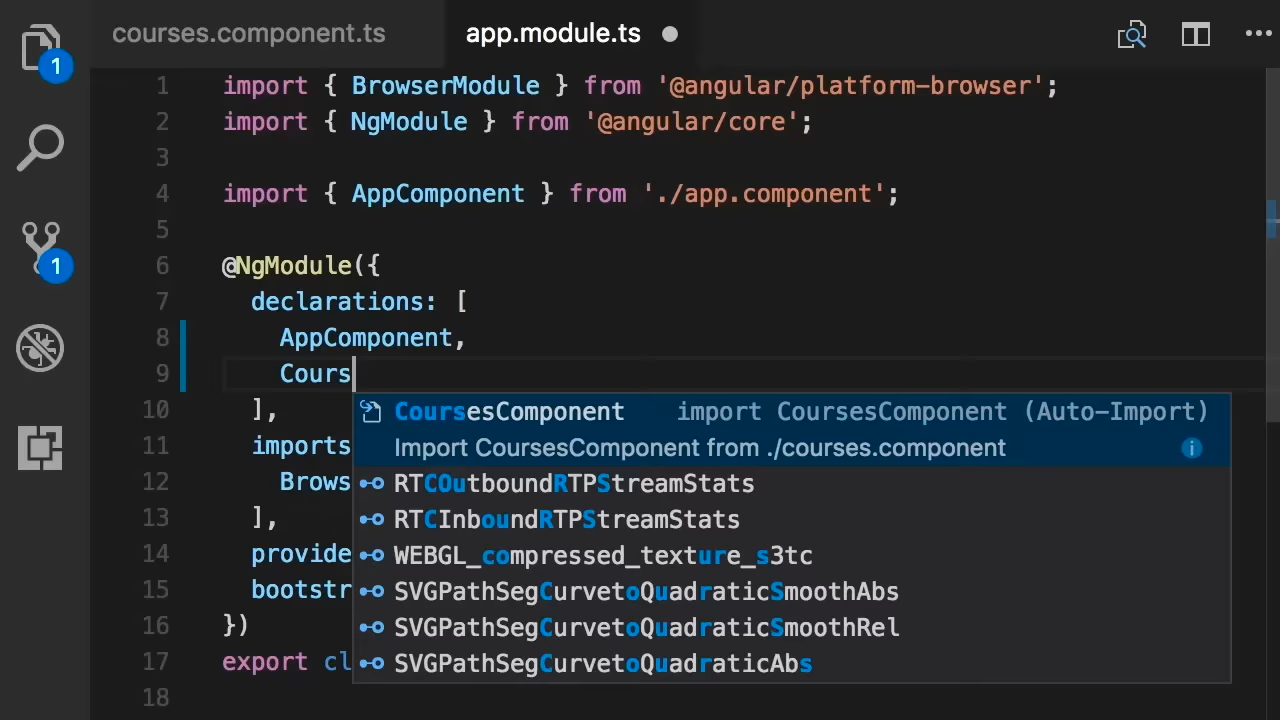 courses.component.ts
app.module.ts
1
1
1 import { BrowserModule } from '@angular/platform-browser';
2 import { NgModule } from '@angular/core';
3
4 import { AppComponent } from './app.component';
5
6 @NgModule({
7 declarations: [
8 AppComponent,
9 Cours
10 ],
CoursesComponent import CoursesComponent (Auto-Import)
11 imports
Import CoursesComponent from ./courses.component
12 Brows
RTCOutboundRTPStreamStats
13 ],
RTCInboundRTPStreamStats
14 provide
WEBGL_compressed_texture_s3tc
15 bootstr
SVGPathSegCurvetoQuadraticSmoothAbs
16 })
SVGPathSegCurvetoQuadraticSmoothRel
17 export cl
SVGPathSegCurvetoQuadraticAbs
18